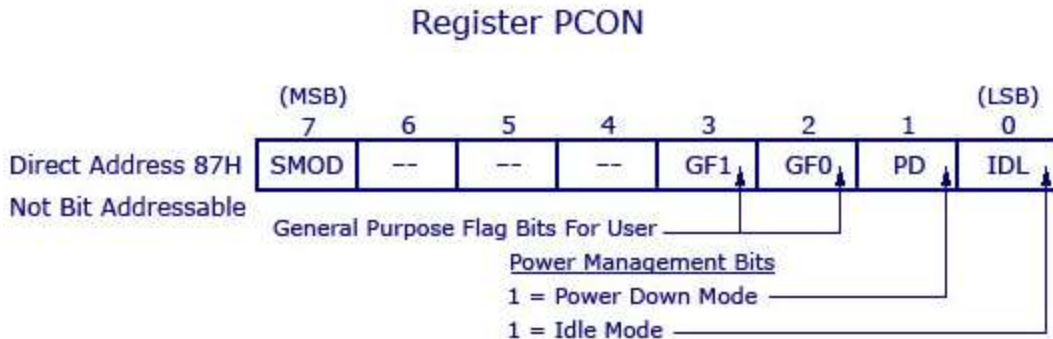 Register PCON
(MSB) (LSB)
7 6 5 4 3 2 1 0
Direct Address 87H SMOD -- -- -- GF1 GF0 PD IDL
Not Bit Addressable
General Purpose Flag Bits For User
Power Management Bits
1 = Power Down Mode
1 = Idle Mode